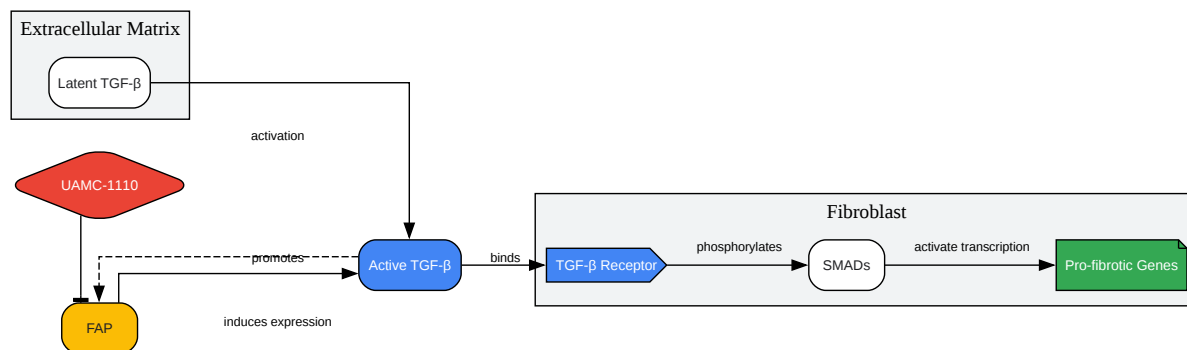 Extracellular Matrix
Latent TGF-β
activation
UAMC-1110
Fibroblast
promotes
Active TGF-β
binds
TGF-β Receptor
phosphorylates
SMADs
activate transcription
Pro-fibrotic Genes
induces expression
FAP